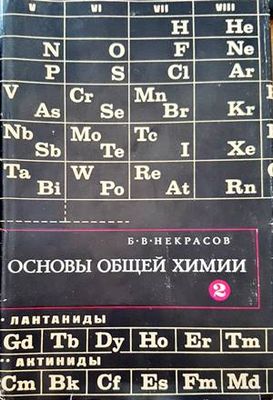 V VI VII VIII
H He
N O F Ne
P S Cl Ar
V Cr Mn
As Se Br Kr
Nb Mo Tc
Sb Te I Xe
Ta W Re
Bi Po At Rn
Б·В·НЕКРАСОВ
ОСНОВЫ ОБЩЕЙ ХИМИИ
2
· ЛАНТАНИДЫ
Gd Tb Dy Ho Er Tm
·· АКТИНИДЫ
Cm Bk Cf Es Fm Md